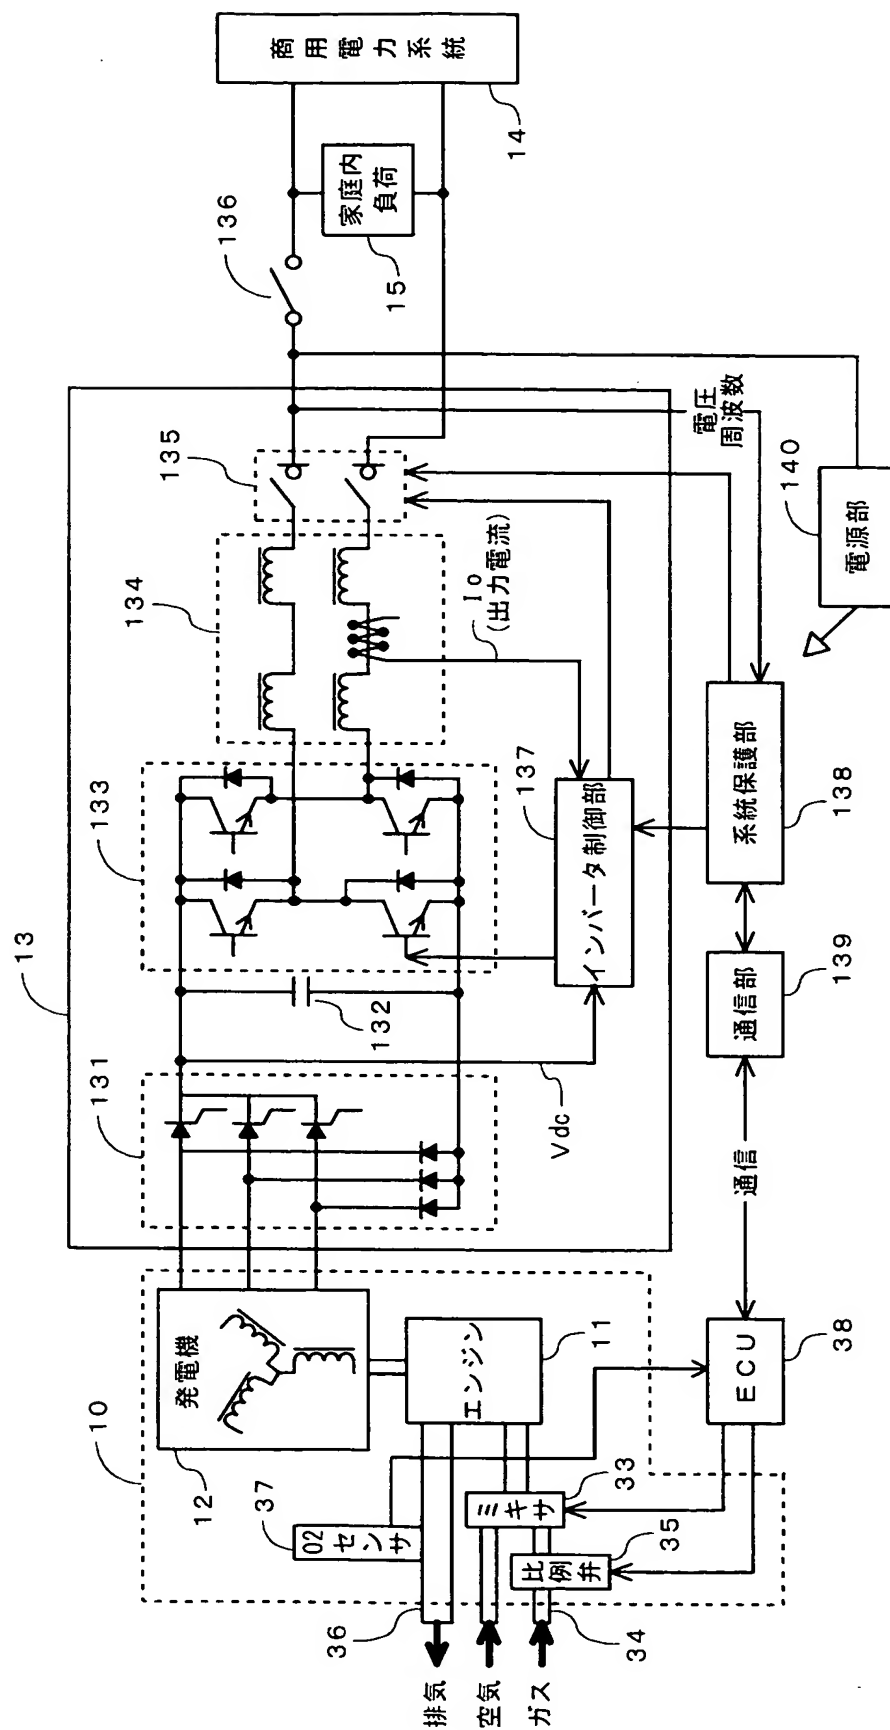 10
12
発電機
37
O2
センサ
36
排気
空気
ガス
34
ミキサ
33
比例弁
35
エンジン
11
ECU
38
通信
13
131
132
Vdc
133
134
I0
(出力電流)
135
136
インバータ制御部
137
系統保護部
138
通信部
139
電圧
周波数
電源部
140
家庭内
負荷
15
商用電力系統
14